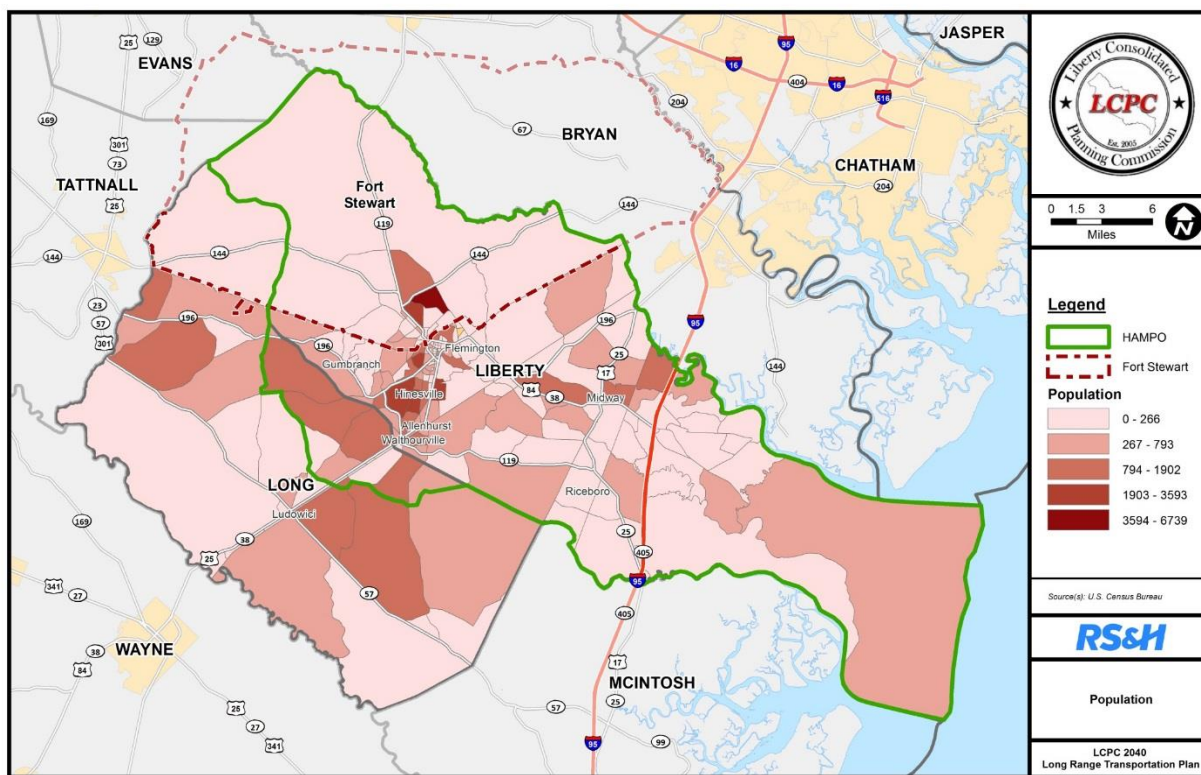 JASPER
25
129
EVANS
95
16
404
16
516
204
169
67
BRYAN
301
73
TATTNALL
25
CHATHAM
204
Fort
Stewart
119
144
144
144
144
144
23
57
301
196
196
196
Gumbranch
Flemington
LIBERTY
25
17
95
144
84
38
Midway
Hinesville
Allenhurst
Walthourville
119
LONG
Ludowici
Riceboro
25
169
38
25
405
95
341
27
57
405
WAYNE
38
84
17
MCINTOSH
25
57
99
25
27
341
95
Liberty Consolidated
LCPC
Est. 2005
Planning Commission
0 1.5 3 6
Miles
N
Legend
HAMPO
Fort Stewart
Population
0 - 266
267 - 793
794 - 1902
1903 - 3593
3594 - 6739
Source(s): U.S. Census Bureau
RS&H
Population
LCPC 2040
Long Range Transportation Plan